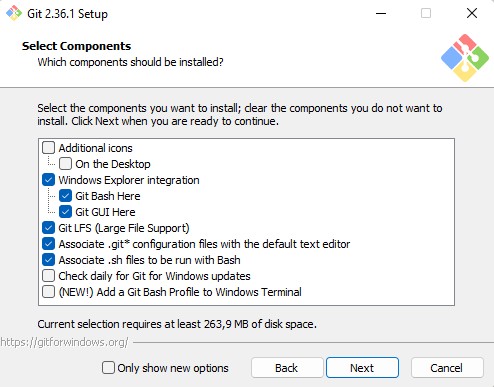 Git 2.36.1 Setup
Select Components
Which components should be installed?
Select the components you want to install; clear the components you do not want to
install. Click Next when you are ready to continue.
Additional icons
On the Desktop
Windows Explorer integration
Git Bash Here
Git GUI Here
Git LFS (Large File Support)
Associate .git* configuration files with the default text editor
Associate .sh files to be run with Bash
Check daily for Git for Windows updates
(NEW!) Add a Git Bash Profile to Windows Terminal
Current selection requires at least 263,9 MB of disk space.
https://gitforwindows.org/
Only show new options
Back
Next
Cancel